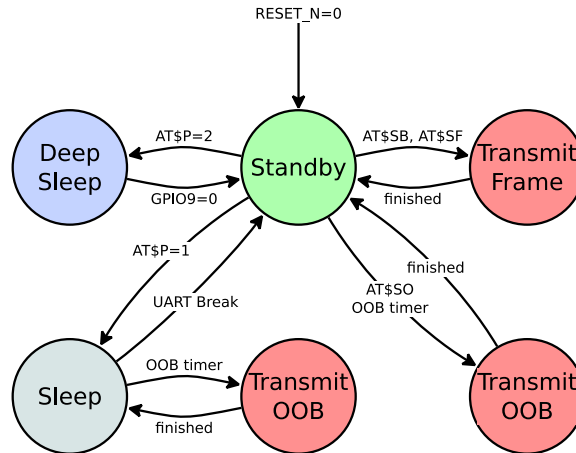 RESET_N=0
AT$P=2
AT$SB, AT$SF
Deep
Sleep
Standby
Transmit
Frame
GPIO9=0
finished
AT$P=1
finished
UART Break
AT$SO
OOB timer
OOB timer
Sleep
Transmit
OOB
Transmit
OOB
finished